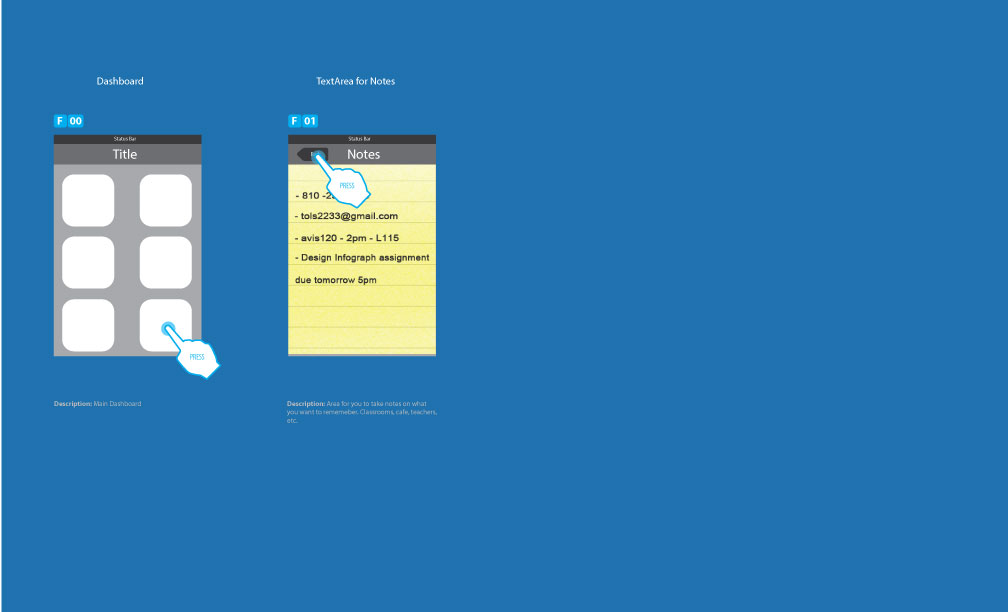 Dashboard
TextArea for Notes
F 00
F 01
Status Bar
Status Bar
Title
Notes
PRESS
- 810 -2
- tols2233@gmail.com
- avis120 - 2pm - L115
- Design Infograph assignment
due tomorrow 5pm
PRESS
Description: Main Dashboard
Description: Area for you to take notes on what
you want to rememeber. Classrooms, cafe, teachers,
etc.